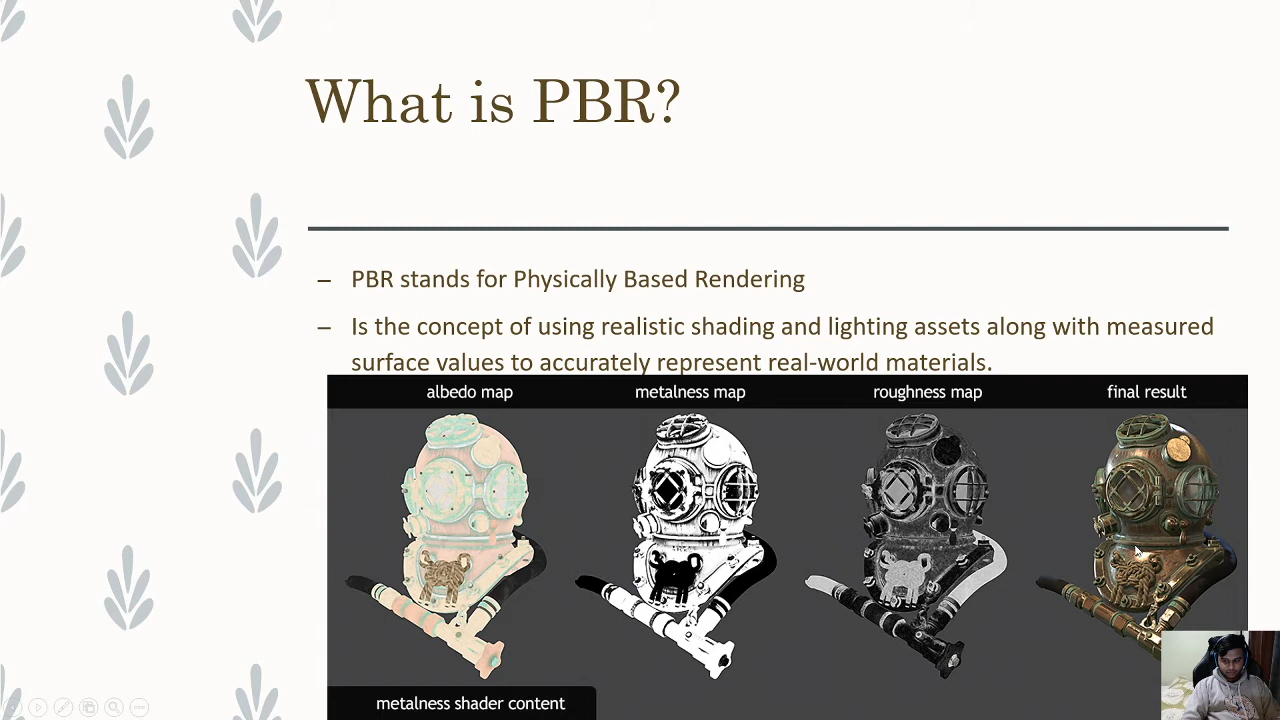 What is PBR?
– PBR stands for Physically Based Rendering
– Is the concept of using realistic shading and lighting assets along with measured
surface values to accurately represent real-world materials.
albedo map metalness map roughness map final result
metalness shader content